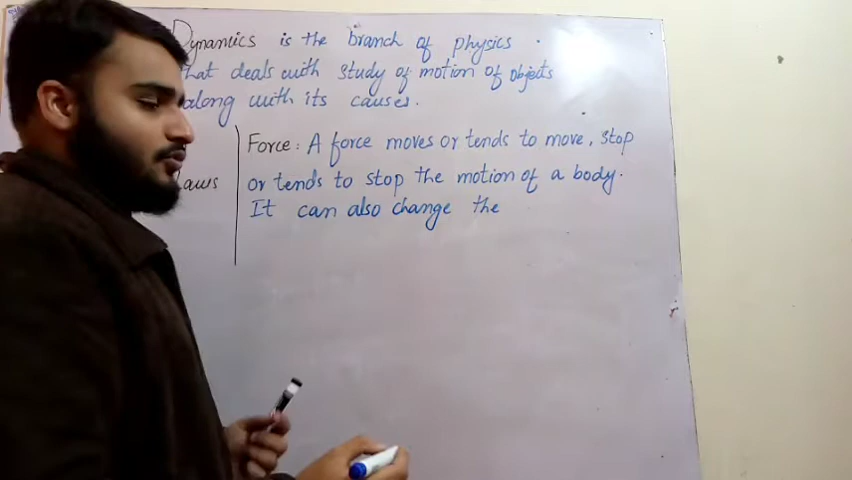 Dynamics is the branch of physics
that deals with study of motion of objects
along with its causes.
Force: A force moves or tends to move, stop
or tends to stop the motion of a body.
It can also change the